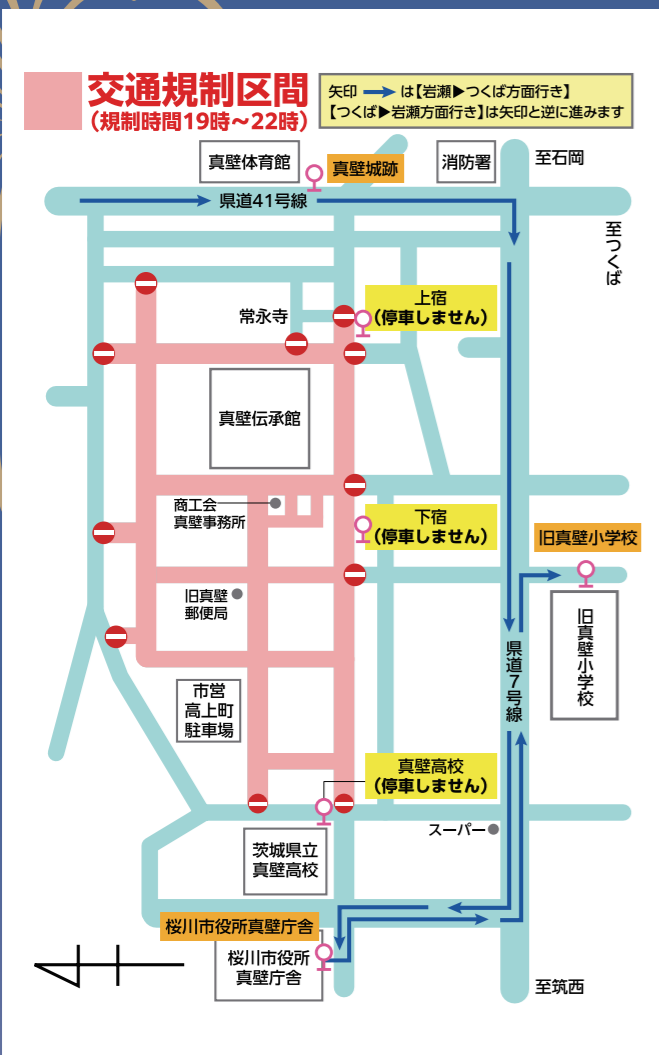 交通規制区間
(規制時間19時～22時)
矢印 → は【岩瀬▶つくば方面行き】
【つくば▶岩瀬方面行き】は矢印と逆に進みます
真壁体育館
真壁城跡
消防署
至石岡
県道41号線
至つくば
上宿
(停車しません)
常永寺
真壁伝承館
商工会
真壁事務所
下宿
(停車しません)
旧真壁小学校
旧真壁
郵便局
旧真壁小学校
県道7号線
市営
高上町
駐車場
真壁高校
(停車しません)
スーパー
茨城県立
真壁高校
桜川市役所真壁庁舎
桜川市役所
真壁庁舎
至筑西